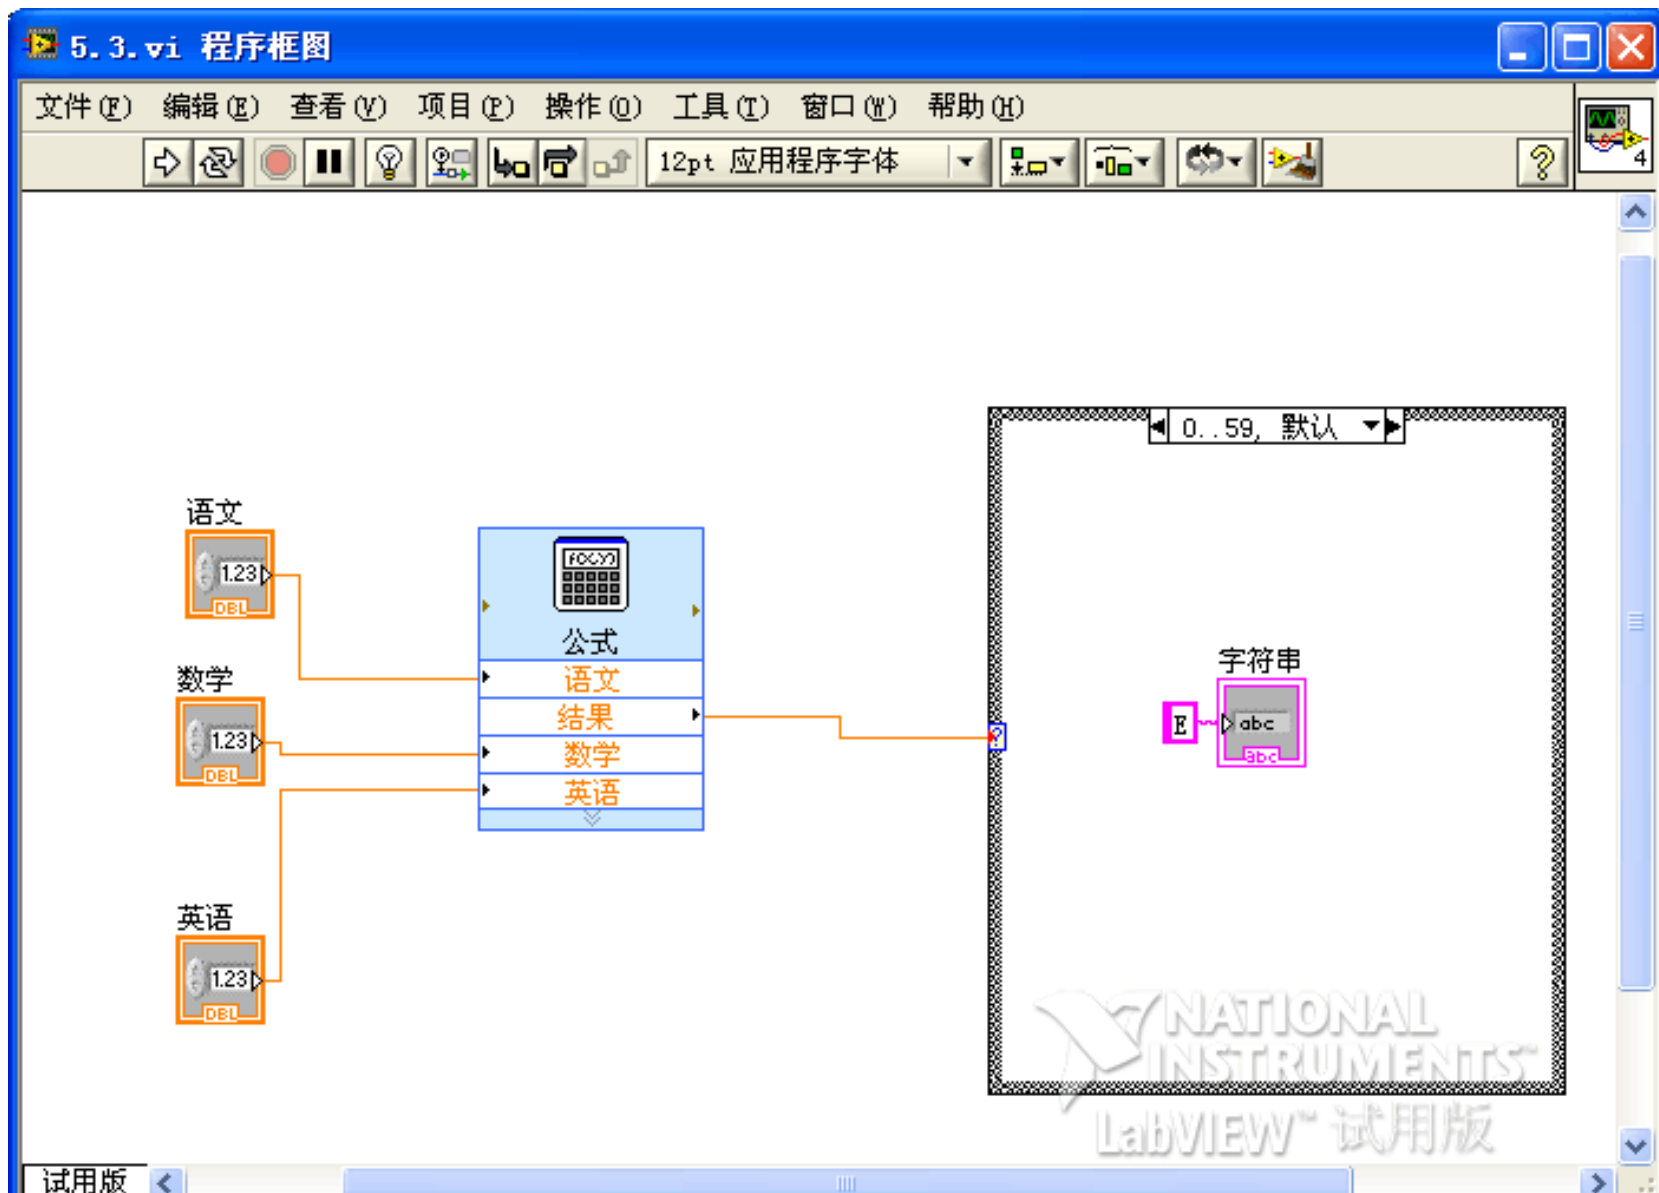 5.3.vi 程序框图
文件(F) 编辑(E) 查看(V) 项目(P) 操作(O) 工具(T) 窗口(W) 帮助(H)
12pt 应用程序字体
4
0..59, 默认
语文
1.23
DBL
f(x,y)
公式
语文
结果
数学
英语
数学
1.23
DBL
英语
1.23
DBL
?
字符串
E
abc
abc
NATIONAL
INSTRUMENTS™
LabVIEW™ 试用版
试用版